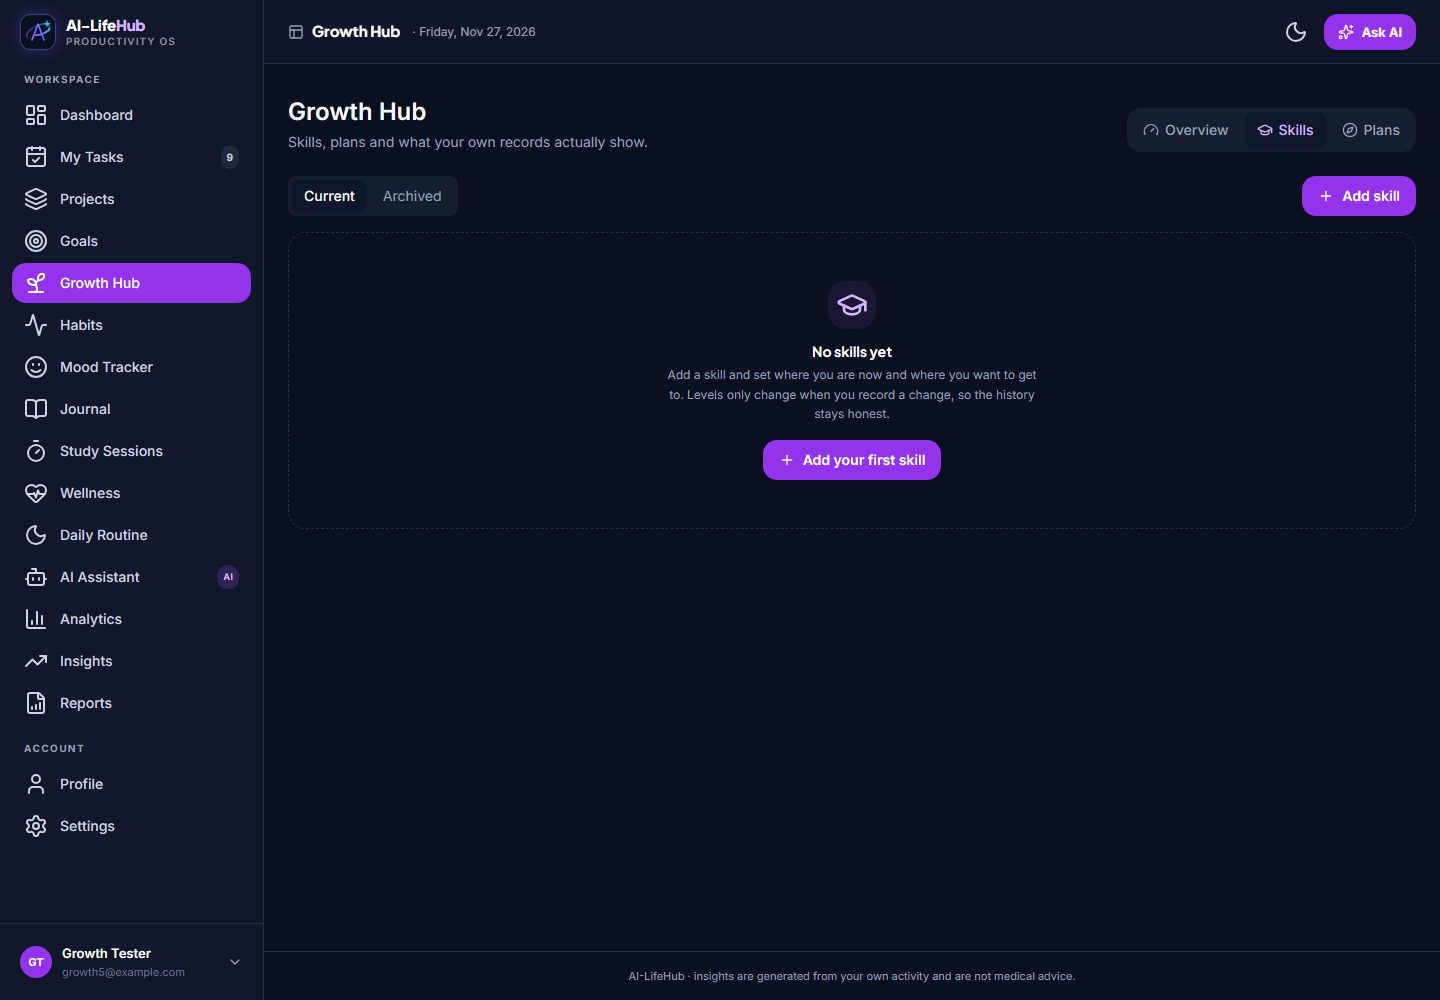 AI-LifeHub
PRODUCTIVITY OS
WORKSPACE
Dashboard
My Tasks 9
Projects
Goals
Growth Hub
Habits
Mood Tracker
Journal
Study Sessions
Wellness
Daily Routine
AI Assistant AI
Analytics
Insights
Reports
ACCOUNT
Profile
Settings
GT
Growth Tester
growth5@example.com
Growth Hub · Friday, Nov 27, 2026
Ask AI
Growth Hub
Skills, plans and what your own records actually show.
Overview Skills Plans
Current Archived
+ Add skill
No skills yet
Add a skill and set where you are now and where you want to get
to. Levels only change when you record a change, so the history
stays honest.
+ Add your first skill
AI-LifeHub · insights are generated from your own activity and are not medical advice.